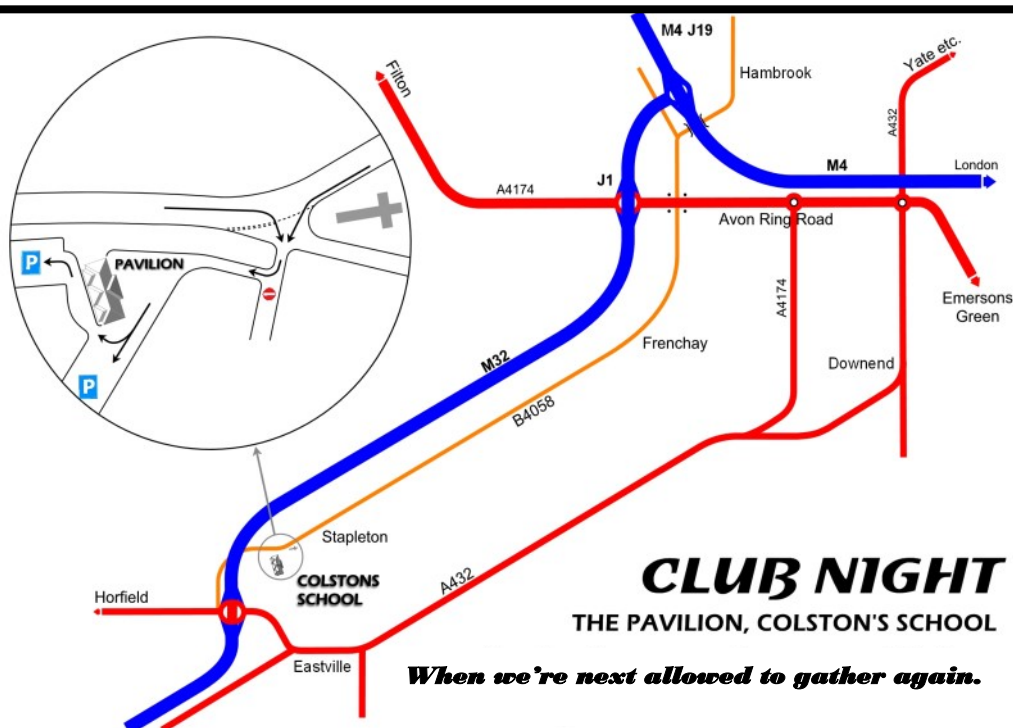 M4 J19
Hambrook
Yate etc.
Filton
A432
M4
London
J1
A4174
Avon Ring Road
P
PAVILION
A4174
Emersons
Green
Frenchay
Downend
M32
P
B4058
Stapleton
COLSTONS
SCHOOL
A432
Horfield
Eastville
CLUB NIGHT
THE PAVILION, COLSTON'S SCHOOL
When we're next allowed to gather again.